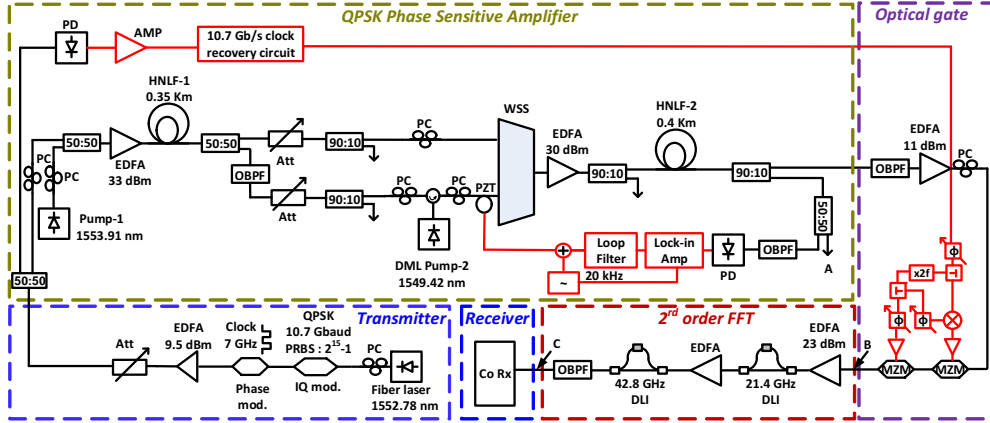 QPSK Phase Sensitive Amplifier
Optical gate
PD
AMP
10.7 Gb/s clock
recovery circuit
HNLF-1
0.35 Km
WSS
HNLF-2
0.4 Km
PC
PC
PC
50:50
EDFA
33 dBm
50:50
Att
90:10
PC
EDFA
30 dBm
90:10
90:10
OBPF
EDFA
11 dBm
PC
OBPF
Att
90:10
PC
PC
PZT
Pump-1
1553.91 nm
DML Pump-2
1549.42 nm
+
~
20 kHz
Loop
Filter
Lock-in
Amp
PD
OBPF
50:50
A
50:50
ϕ
x2f
T
T
ϕ
ϕ
MZM
MZM
Transmitter
Att
EDFA
9.5 dBm
Clock
7 GHz
Phase
mod.
QPSK
10.7 Gbaud
PRBS : 2^15-1
IQ mod.
PC
Fiber laser
1552.78 nm
Receiver
Co Rx
2rd order FFT
C
OBPF
42.8 GHz
DLI
EDFA
21.4 GHz
DLI
EDFA
23 dBm
B